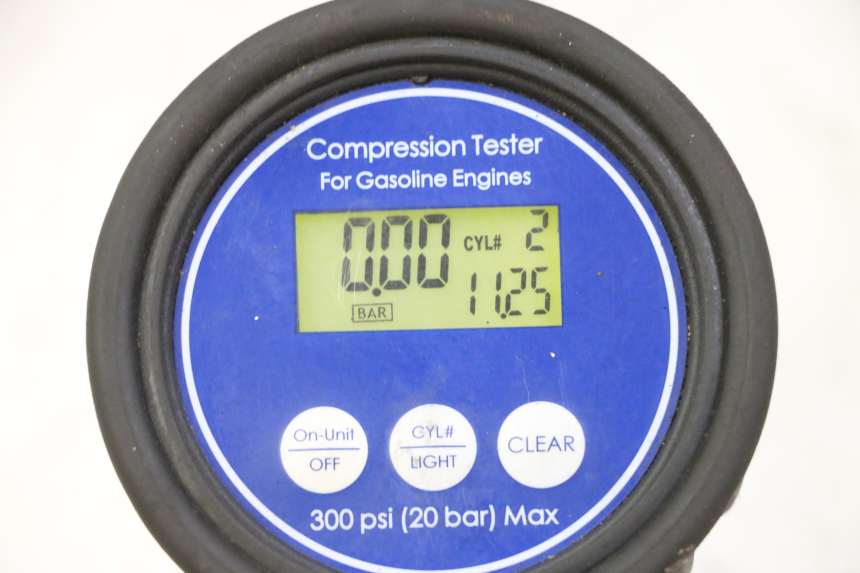 Compression Tester
For Gasoline Engines
0.00 CYL# 2
BAR 11.25
On-Unit
OFF
CYL#
LIGHT
CLEAR
300 psi (20 bar) Max